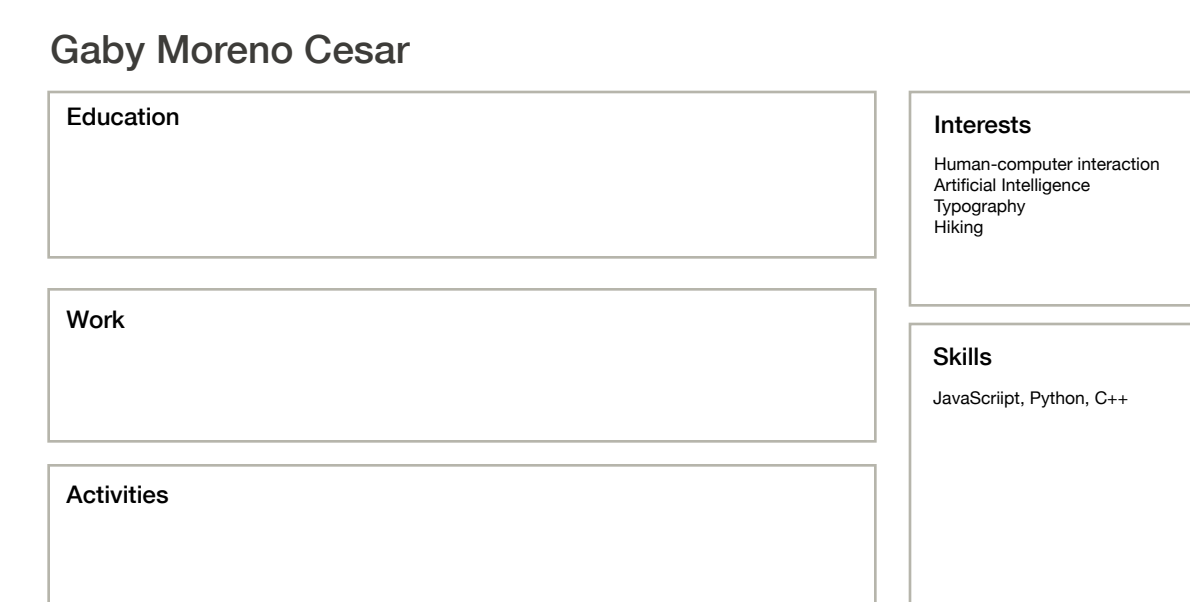 Gaby Moreno Cesar
Education
Work
Activities
Interests
Human-computer interaction
Artificial Intelligence
Typography
Hiking
Skills
JavaScriipt, Python, C++